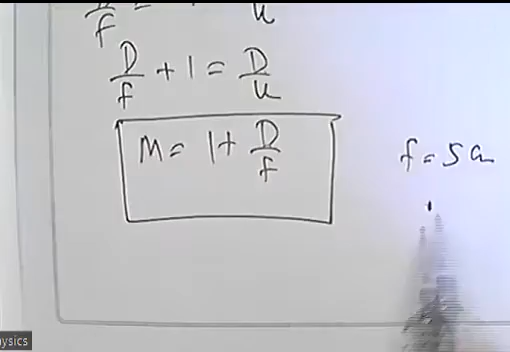 D/f + 1 = D/u
M = 1 + D/f
f = 5 cm
ysics